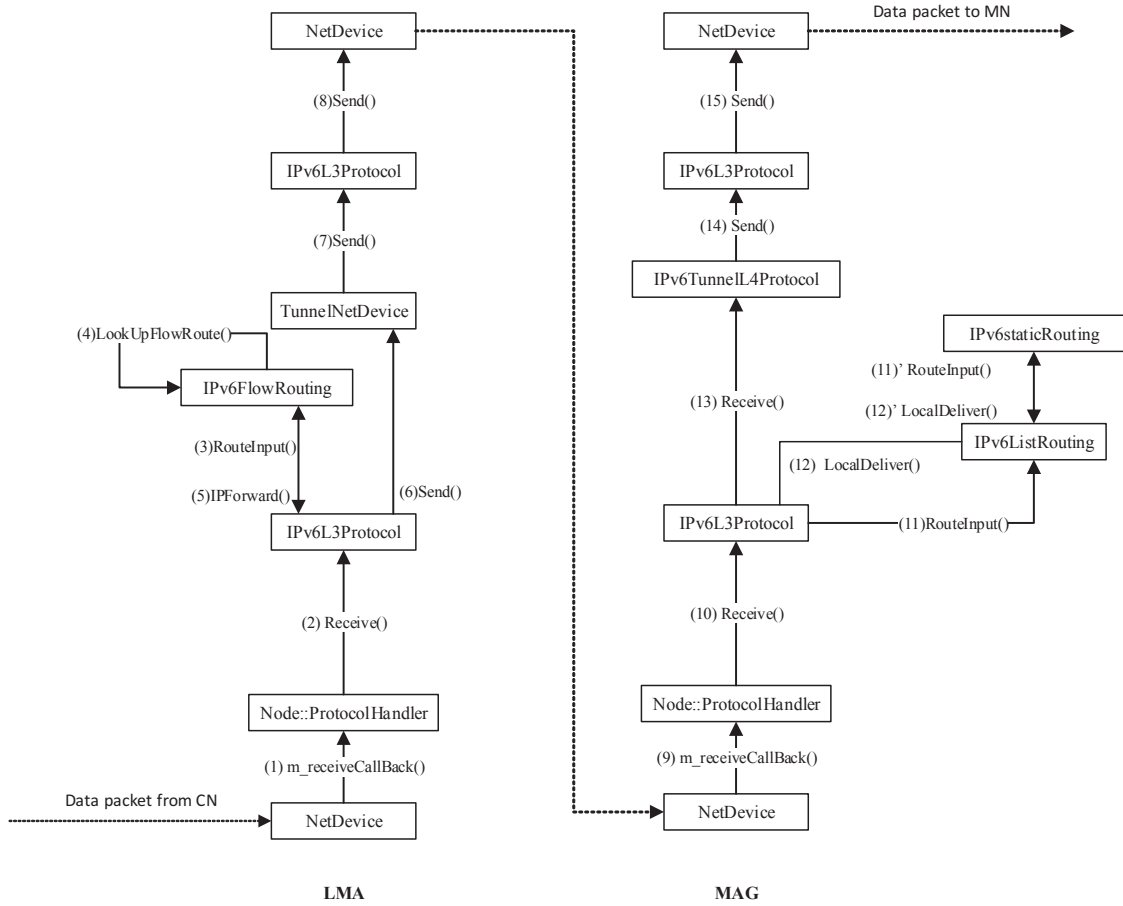 Data packet to MN
NetDevice
NetDevice
(8)Send()
(15) Send()
IPv6L3Protocol
IPv6L3Protocol
(7)Send()
(14) Send()
IPv6TunnelL4Protocol
TunnelNetDevice
(4)LookUpFlowRoute()
IPv6staticRouting
IPv6FlowRouting
(11)’ RouteInput()
(13) Receive()
(12)’ LocalDeliver()
(3)RouteInput()
IPv6ListRouting
(12) LocalDeliver()
(5)IPForward()
(6)Send()
IPv6L3Protocol
IPv6L3Protocol
(11)RouteInput()
(2) Receive()
(10) Receive()
Node::ProtocolHandler
Node::ProtocolHandler
(1) m_receiveCallBack()
(9) m_receiveCallBack()
Data packet from CN
NetDevice
NetDevice
LMA
MAG